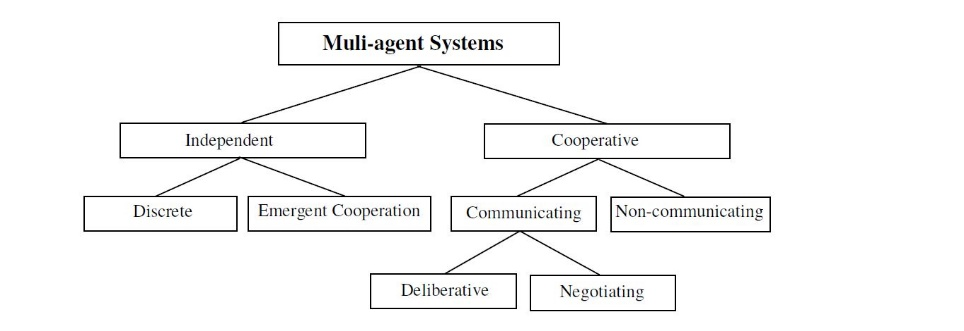 Muli-agent Systems
Independent
Cooperative
Discrete
Emergent Cooperation
Communicating
Non-communicating
Deliberative
Negotiating